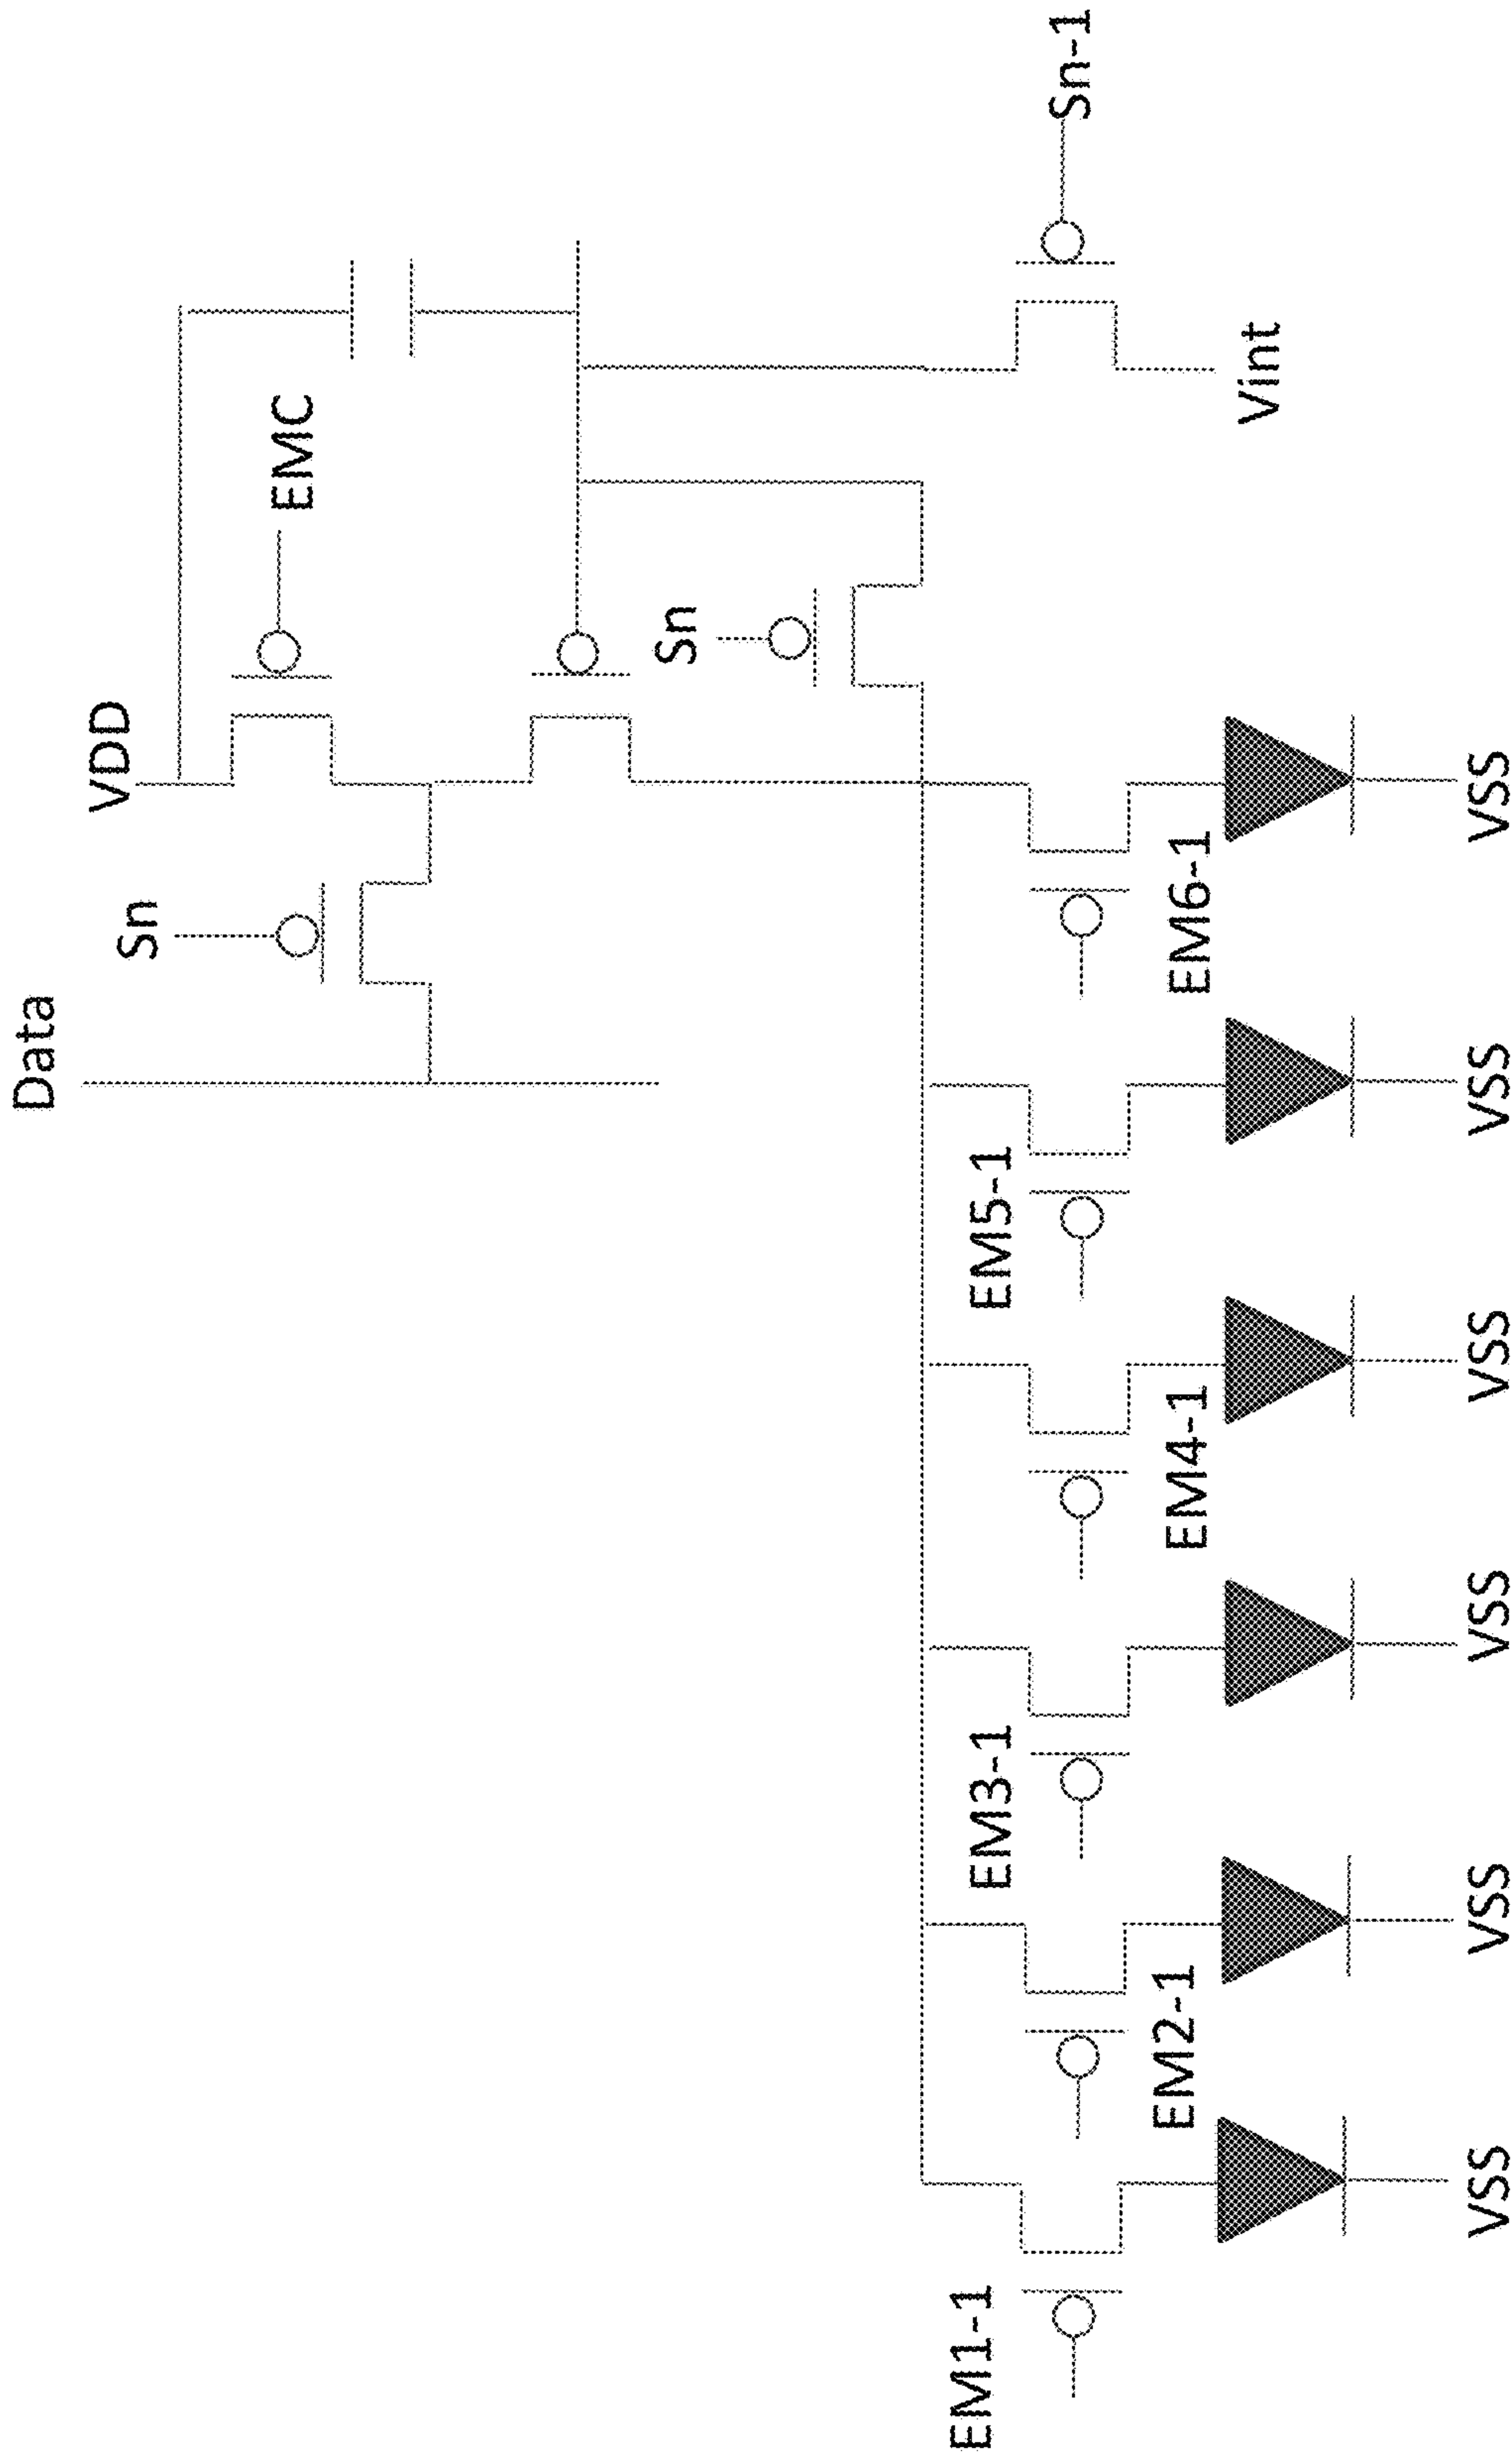 Data
VDD
Sn
EMC
Sn
Sn-1
EM1-1
EM3-1
EM5-1
EM2-1
EM4-1
EM6-1
Vint
VSS
VSS
VSS
VSS
VSS
VSS